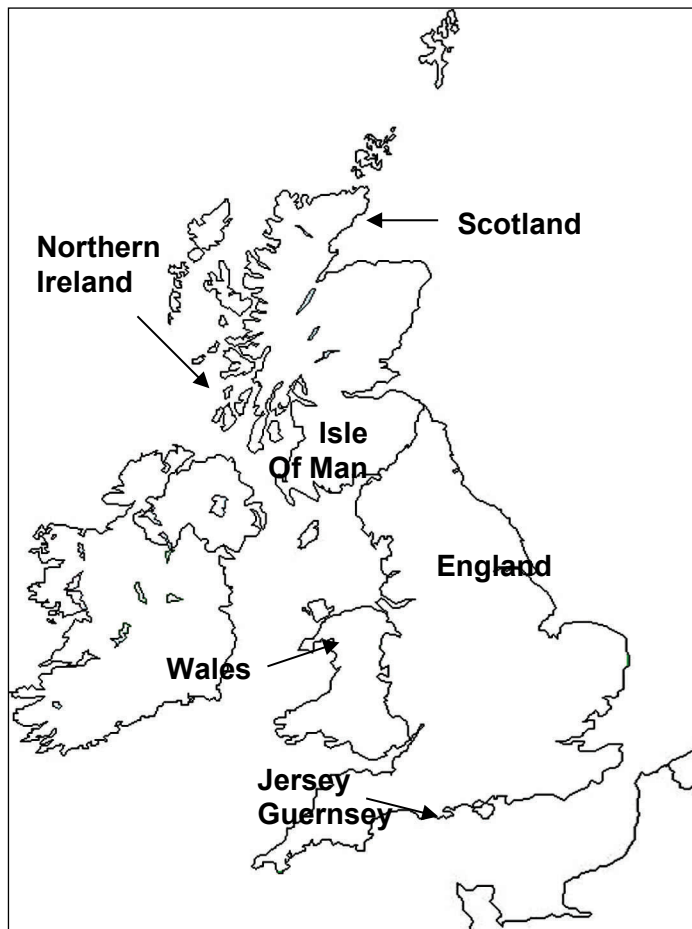 Scotland
Northern
Ireland
Isle
Of Man
England
Wales
Jersey
Guernsey